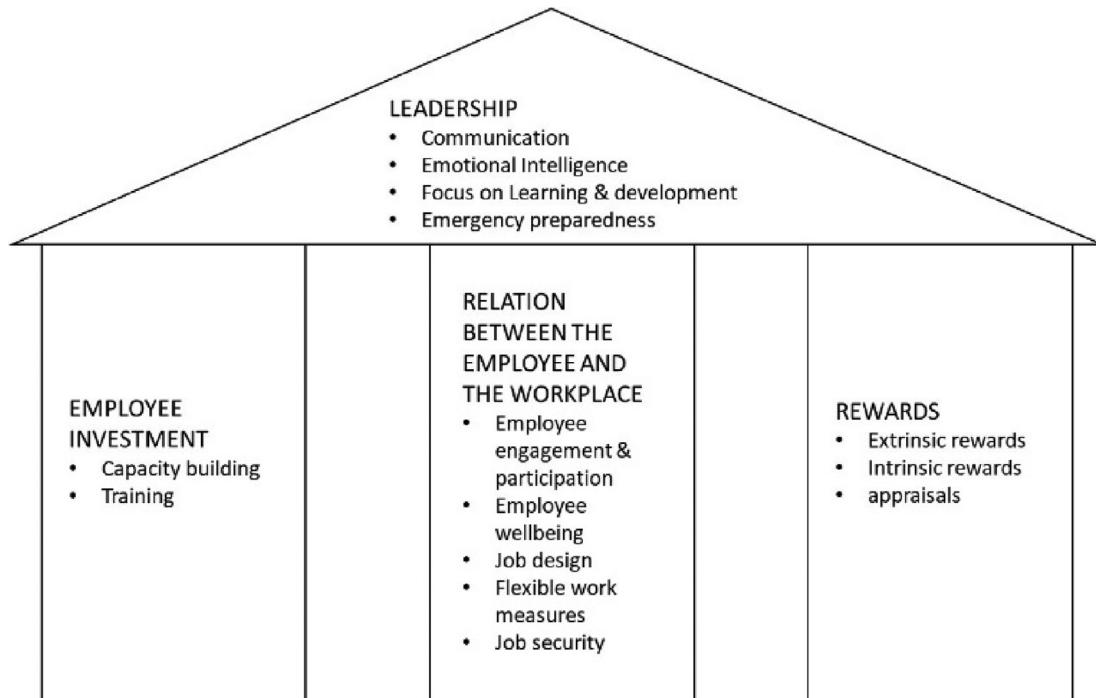 LEADERSHIP
• Communication
• Emotional Intelligence
• Focus on Learning & development
• Emergency preparedness
EMPLOYEE
INVESTMENT
• Capacity building
• Training
RELATION
BETWEEN THE
EMPLOYEE AND
THE WORKPLACE
• Employee
engagement &
participation
• Employee
wellbeing
• Job design
• Flexible work
measures
• Job security
REWARDS
• Extrinsic rewards
• Intrinsic rewards
• appraisals